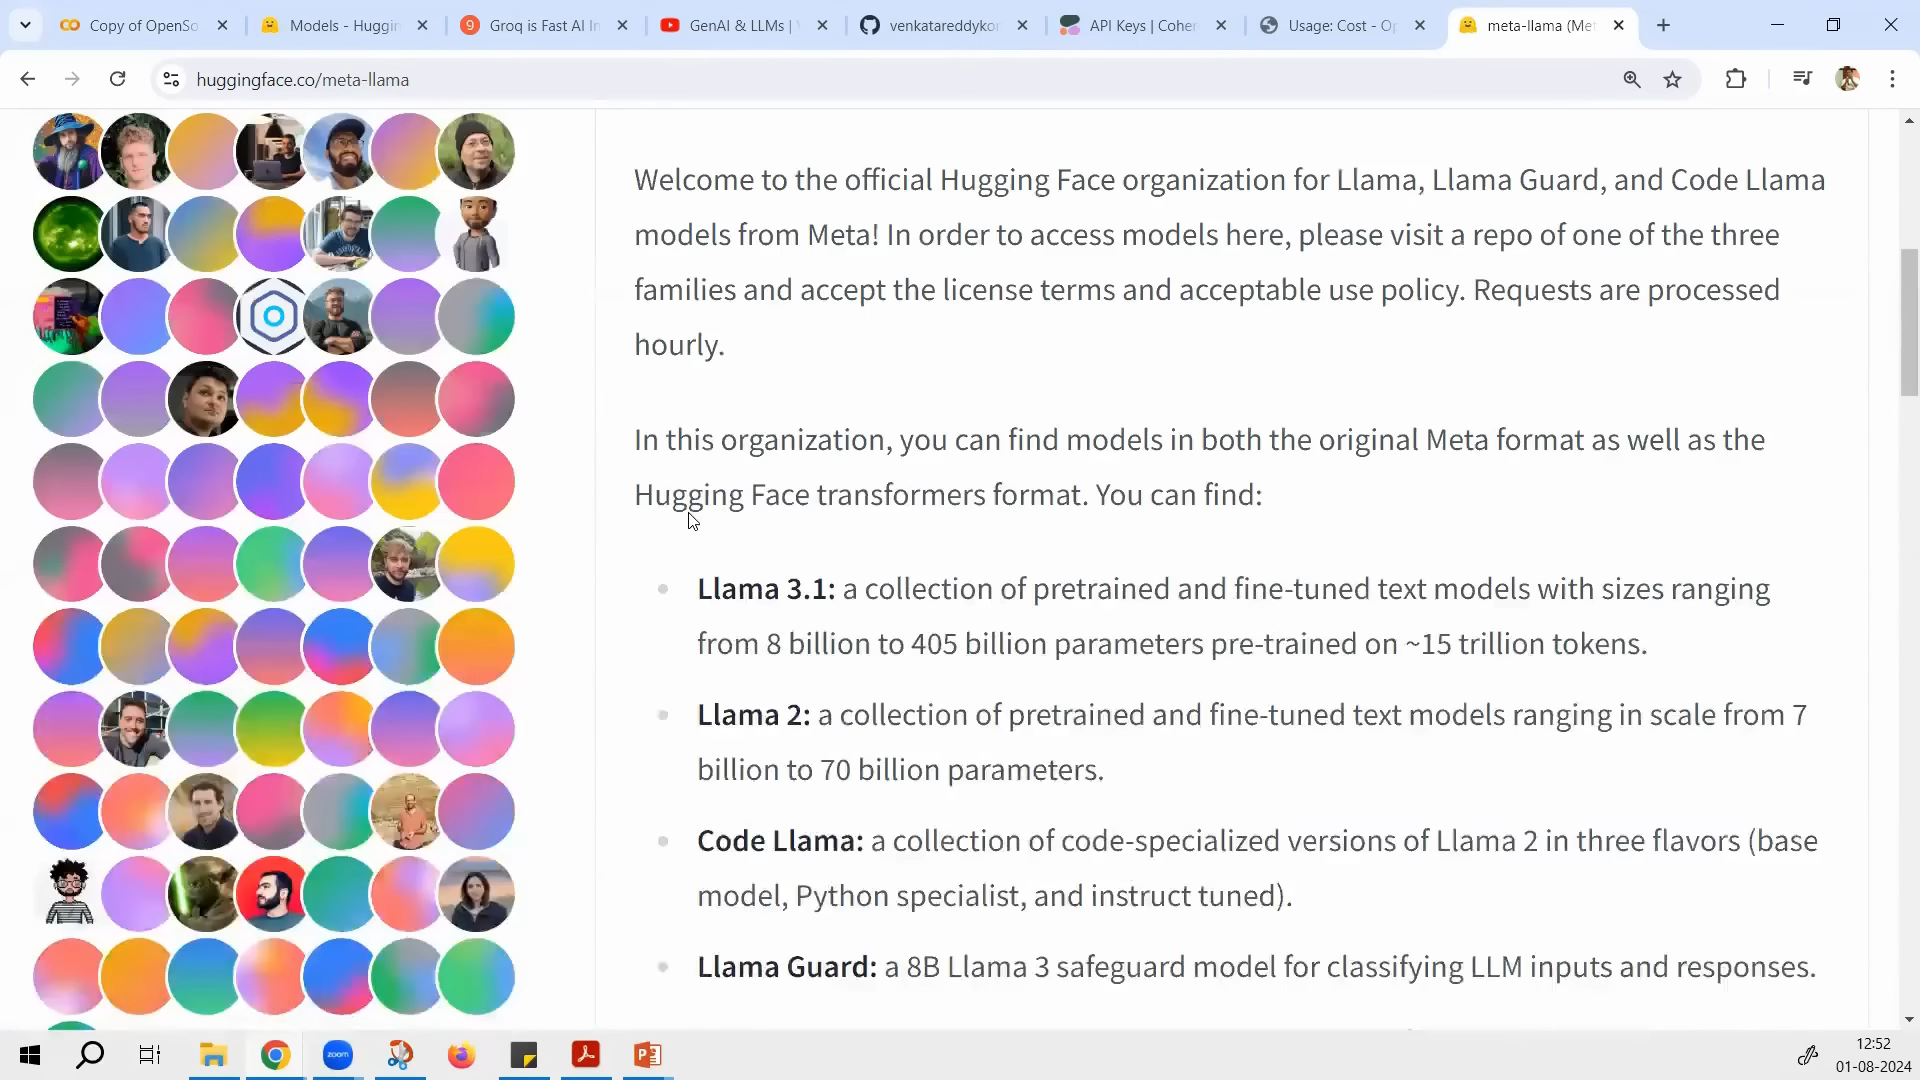 Copy of OpenSo
Models - Huggin
Groq is Fast AI In
GenAI & LLMs | V
venkatareddykon
API Keys | Coher
Usage: Cost - Op
meta-llama (Met
huggingface.co/meta-llama
Welcome to the official Hugging Face organization for Llama, Llama Guard, and Code Llama
models from Meta! In order to access models here, please visit a repo of one of the three
families and accept the license terms and acceptable use policy. Requests are processed
hourly.
In this organization, you can find models in both the original Meta format as well as the
Hugging Face transformers format. You can find:
Llama 3.1: a collection of pretrained and fine-tuned text models with sizes ranging
from 8 billion to 405 billion parameters pre-trained on ~15 trillion tokens.
Llama 2: a collection of pretrained and fine-tuned text models ranging in scale from 7
billion to 70 billion parameters.
Code Llama: a collection of code-specialized versions of Llama 2 in three flavors (base
model, Python specialist, and instruct tuned).
Llama Guard: a 8B Llama 3 safeguard model for classifying LLM inputs and responses.
zoom
12:52
01-08-2024